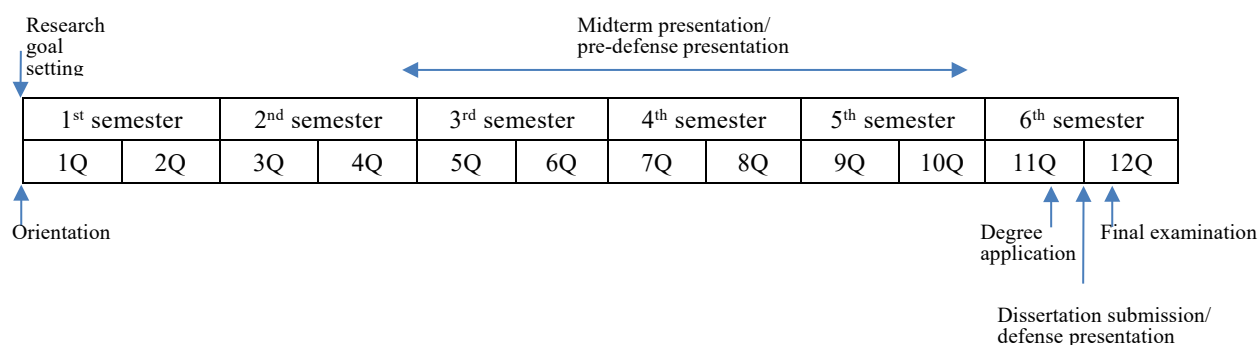 Research
goal
setting
Midterm presentation/
pre-defense presentation
1st semester 2nd semester 3rd semester 4th semester 5th semester 6th semester
1Q 2Q 3Q 4Q 5Q 6Q 7Q 8Q 9Q 10Q 11Q 12Q
Orientation
Degree
application
Final examination
Dissertation submission/
defense presentation